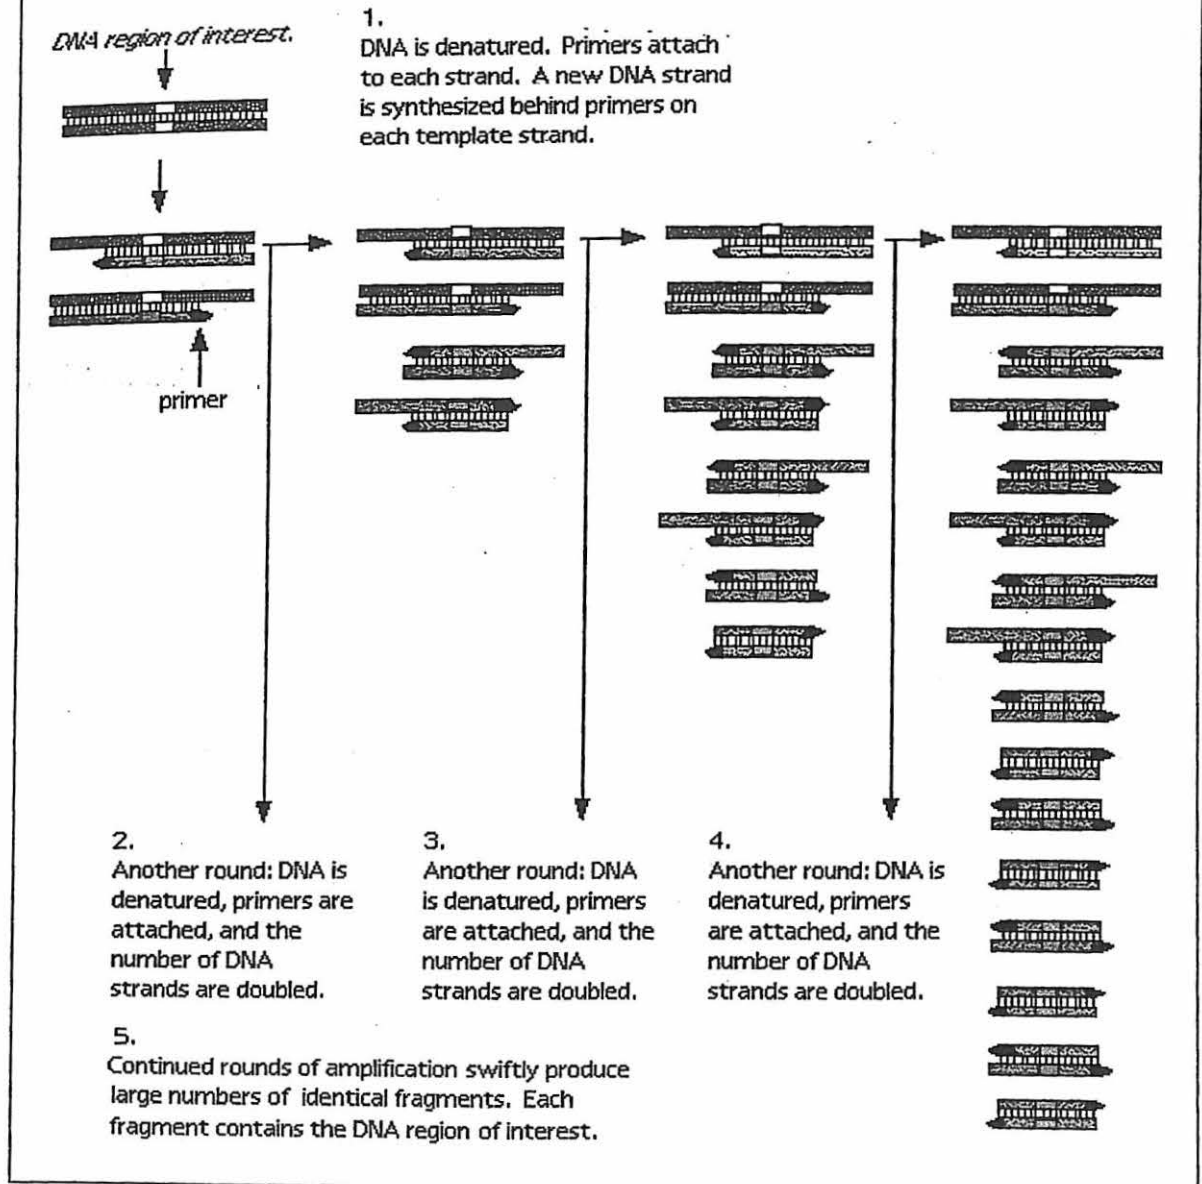 DNA region of interest.
1.
DNA is denatured. Primers attach
to each strand. A new DNA strand
is synthesized behind primers on
each template strand.
primer
2.
Another round: DNA is
denatured, primers are
attached, and the
number of DNA
strands are doubled.
3.
Another round: DNA
is denatured, primers
are attached, and the
number of DNA
strands are doubled.
4.
Another round: DNA is
denatured, primers
are attached, and the
number of DNA
strands are doubled.
5.
Continued rounds of amplification swiftly produce
large numbers of identical fragments. Each
fragment contains the DNA region of interest.